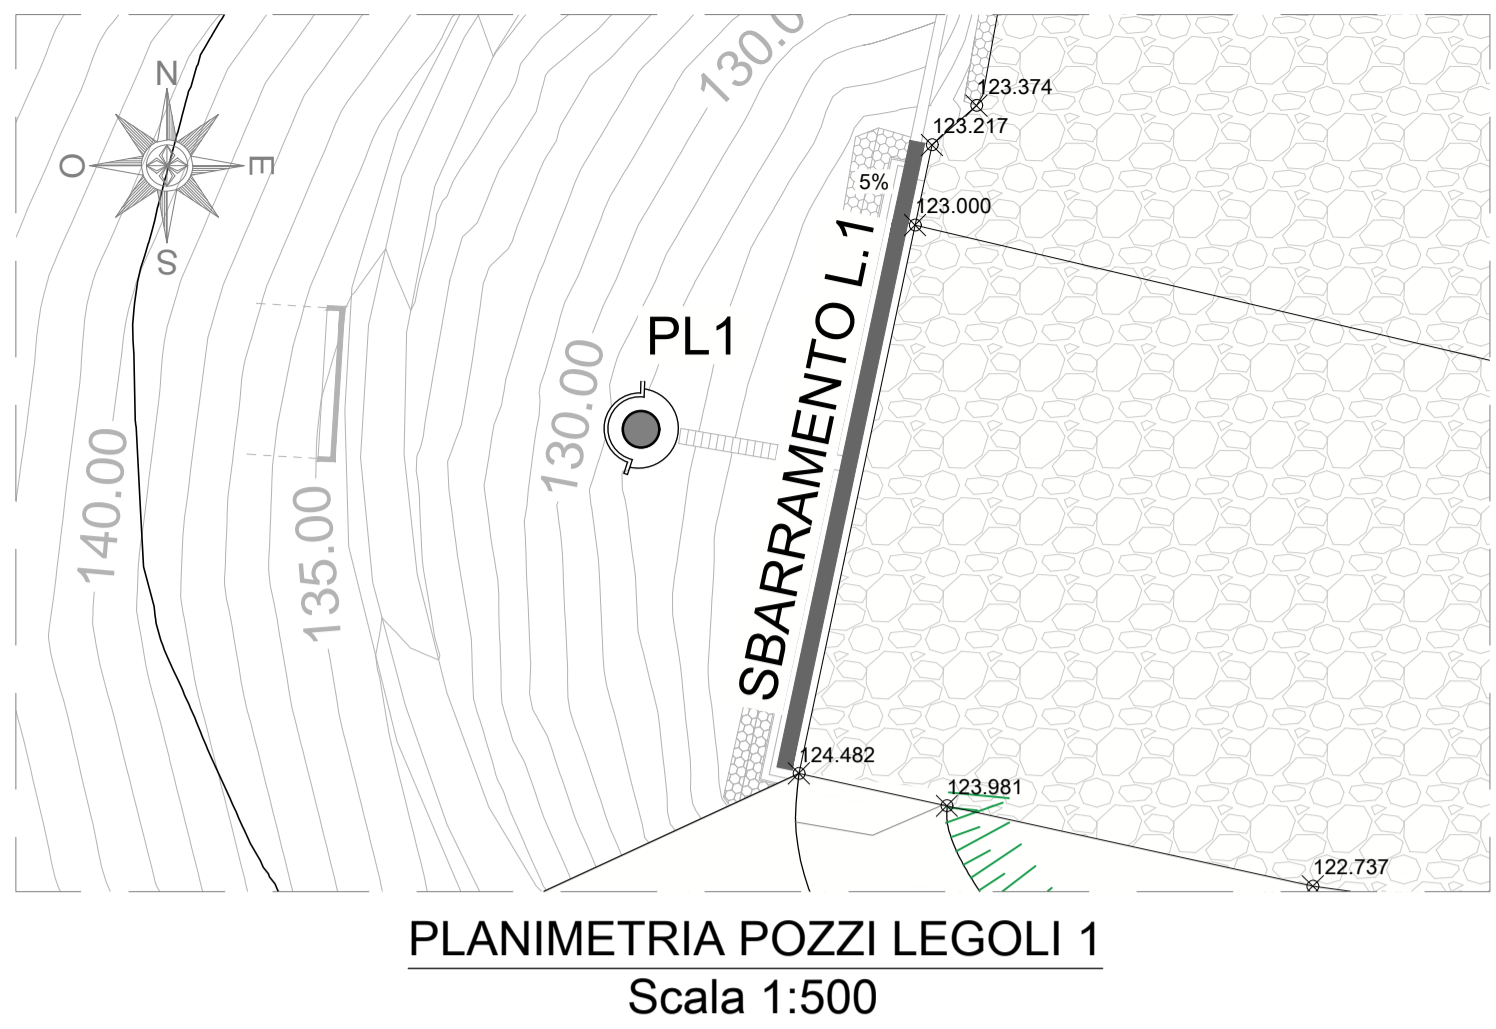 130.0
N
O
E
S
123.374
123.217
5%
123.000
SBARRAMENTO L. 1
PL1
130.00
140.00
135.00
124.482
123.981
122.737
PLANIMETRIA POZZI LEGOLI 1
Scala 1:500